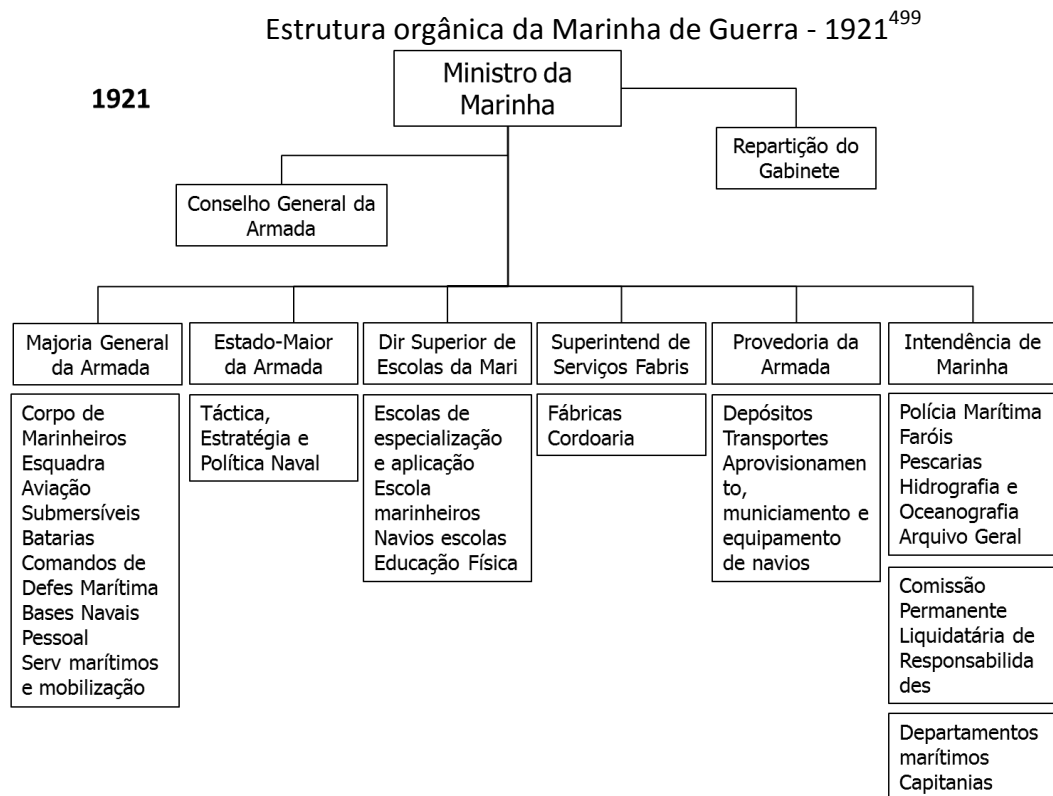 Estrutura orgânica da Marinha de Guerra - 1921499
1921
Ministro da
Marinha
Repartição do
Gabinete
Conselho General da
Armada
Majoria General
da Armada
Estado-Maior
da Armada
Dir Superior de
Escolas da Mari
Superintend de
Serviços Fabris
Provedoria da
Armada
Intendência de
Marinha
Corpo de
Marinheiros
Esquadra
Aviação
Submersíveis
Batarias
Comandos de
Defes Marítima
Bases Navais
Pessoal
Serv marítimos
e mobilização
Táctica,
Estratégia e
Política Naval
Escolas de
especialização
e aplicação
Escola
marinheiros
Navios escolas
Educação Física
Fábricas
Cordoaria
Depósitos
Transportes
Aprovisionamen
to,
municiamento e
equipamento
de navios
Polícia Marítima
Faróis
Pescarias
Hidrografia e
Oceanografia
Arquivo Geral
Comissão
Permanente
Liquidatária de
Responsabilida
des
Departamentos
marítimos
Capitanias